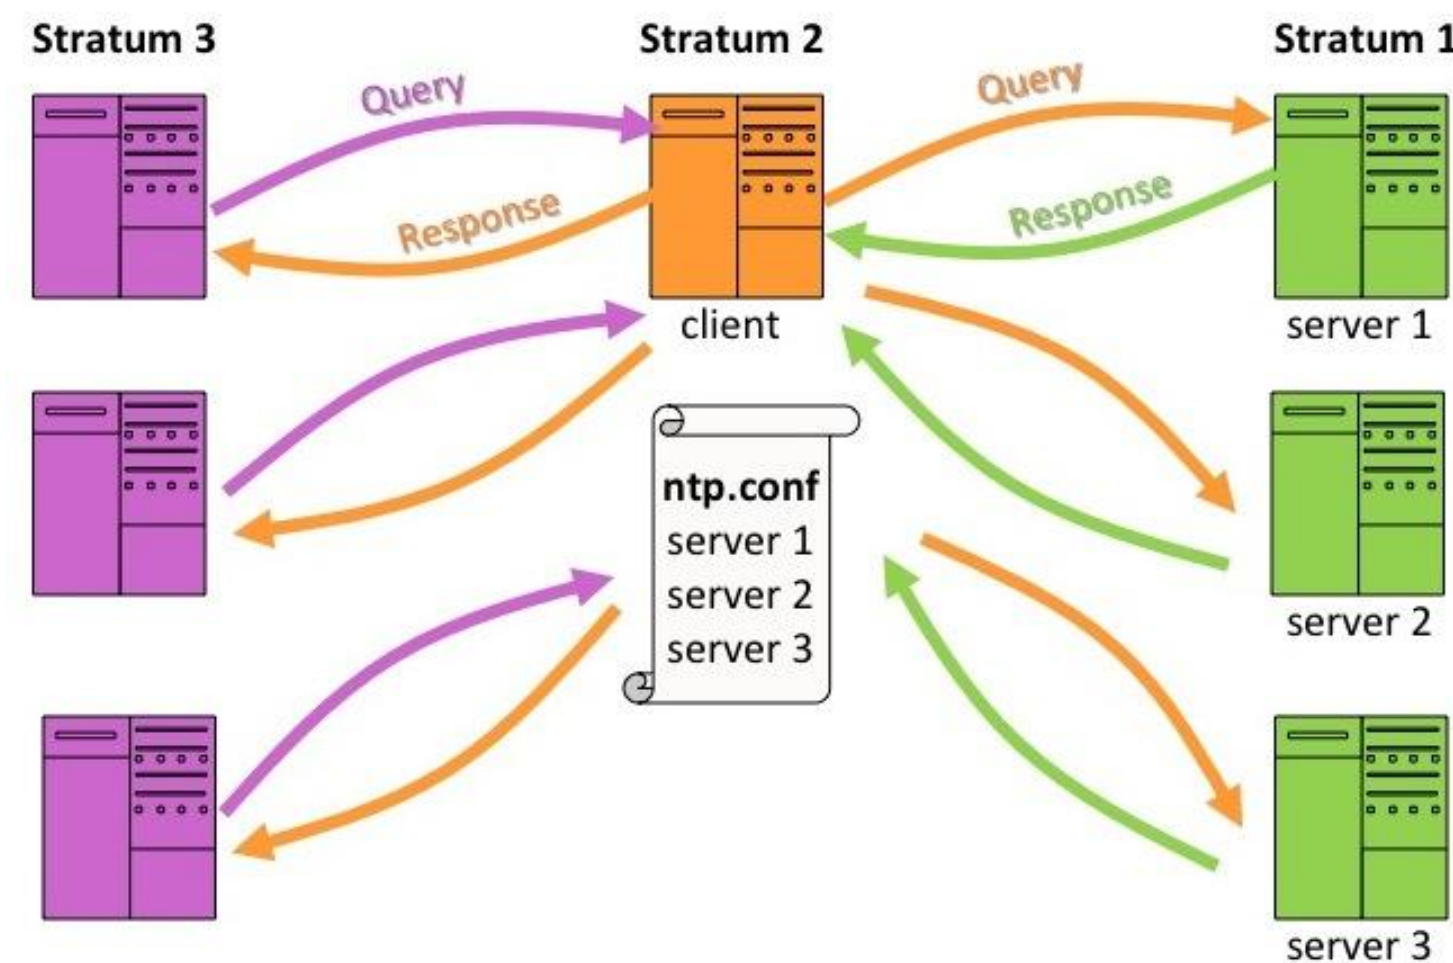 Stratum 3
Stratum 2
Stratum 1
Query
Query
Response
Response
client
server 1
ntp.conf
server 1
server 2
server 3
server 2
server 3